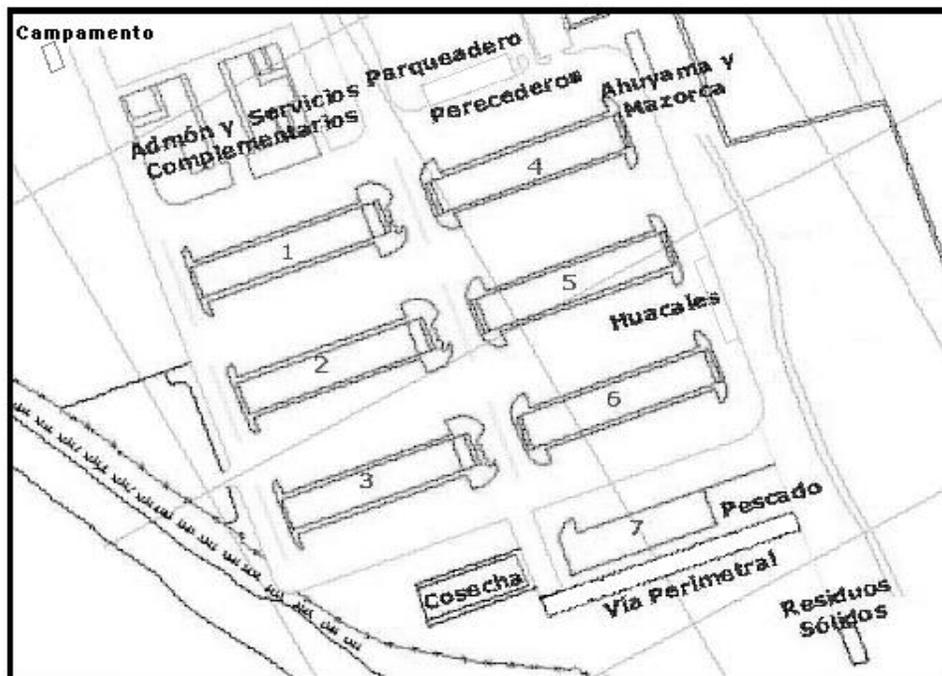 Campamento
Parqueadero
Perecederos
Ahuyama y
Mazorca
Admón y Servicios
Complementarios
4
1
5
Huacales
2
6
3
7
Pescado
Cosecha
Vía Perimetral
Residuos
Sólidos